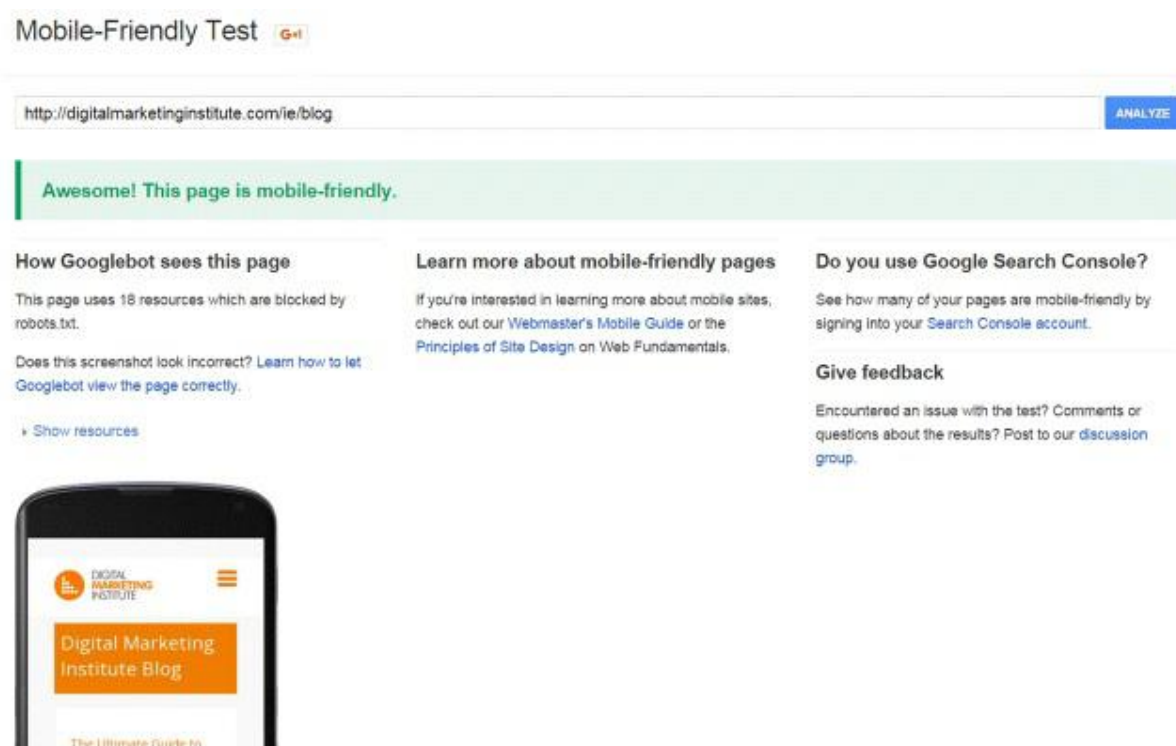 Mobile-Friendly Test G+1
http://digitalmarketinginstitute.com/ie/blog
ANALYZE
Awesome! This page is mobile-friendly.
How Googlebot sees this page
This page uses 18 resources which are blocked by
robots.txt.
Does this screenshot look incorrect? Learn how to let
Googlebot view the page correctly.
Show resources
Learn more about mobile-friendly pages
If you're interested in learning more about mobile sites,
check out our Webmaster's Mobile Guide or the
Principles of Site Design on Web Fundamentals.
Do you use Google Search Console?
See how many of your pages are mobile-friendly by
signing into your Search Console account.
Give feedback
Encountered an issue with the test? Comments or
questions about the results? Post to our discussion
group.
DIGITAL
MARKETING
INSTITUTE
Digital Marketing
Institute Blog
The Ultimate Guide to